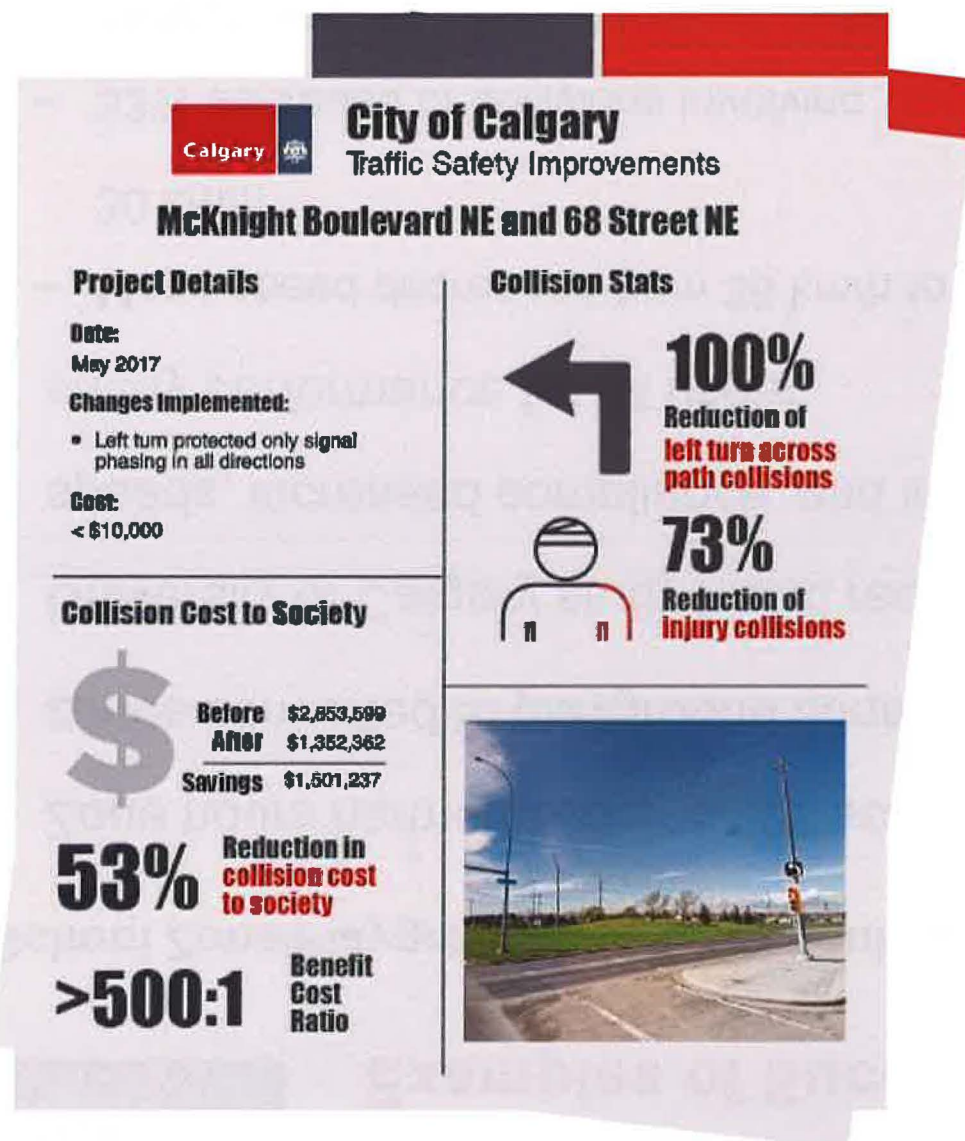 Calgary
City of Calgary
Traffic Safety Improvements
McKnight Boulevard NE and 68 Street NE
Project Details
Date:
May 2017
Changes Implemented:
• Left turn protected only signal
phasing in all directions
Cost:
< $10,000
Collision Stats
100%
Reduction of
left turn across
path collisions
73%
Reduction of
injury collisions
Collision Cost to Society
$
Before $2,853,599
After $1,352,362
Savings $1,501,237
53%
Reduction in
collision cost
to society
>500:1
Benefit
Cost
Ratio